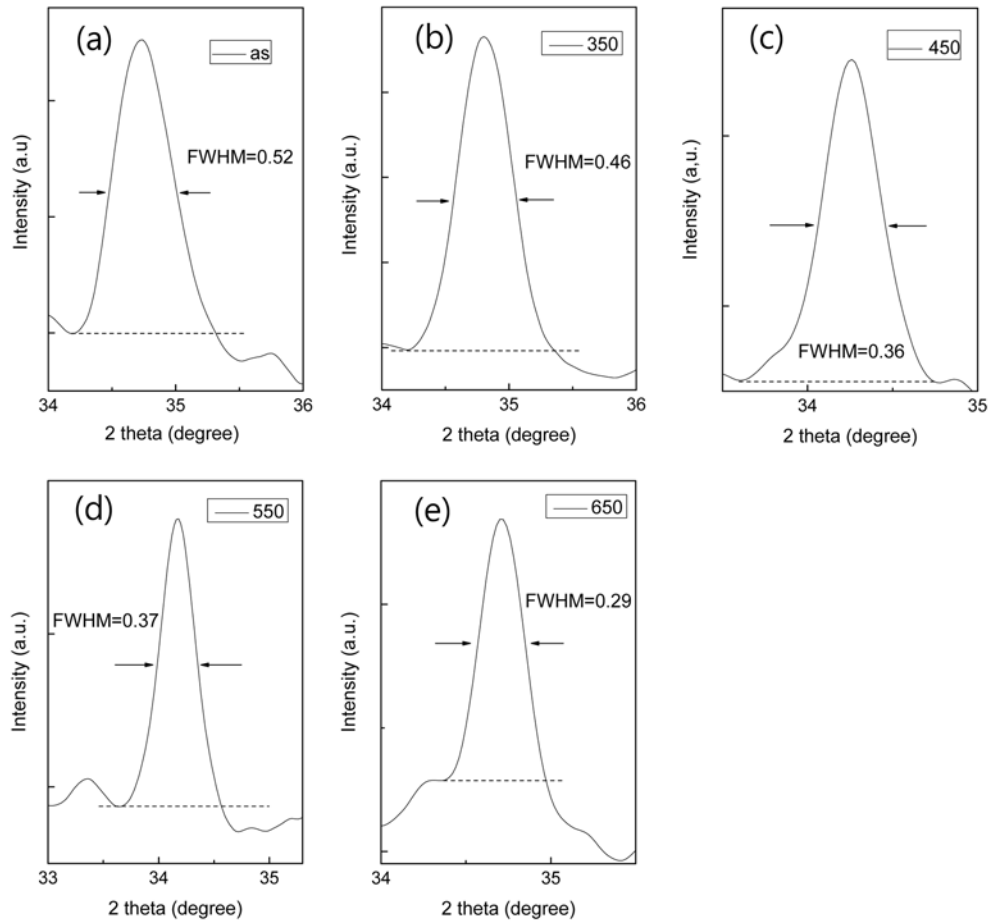 (a)
as
FWHM=0.52
Intensity (a.u)
34
35
36
2 theta (degree)
(b)
350
FWHM=0.46
Intensity (a.u.)
34
35
36
2 theta (degree)
(c)
450
FWHM=0.36
Intensity (a,u.)
34
35
2 theta (degree)
(d)
550
FWHM=0.37
Intensity (a.u.)
33
34
35
2 theta (degree)
(e)
650
FWHM=0.29
Intensity (a.u.)
34
35
2 theta (degree)